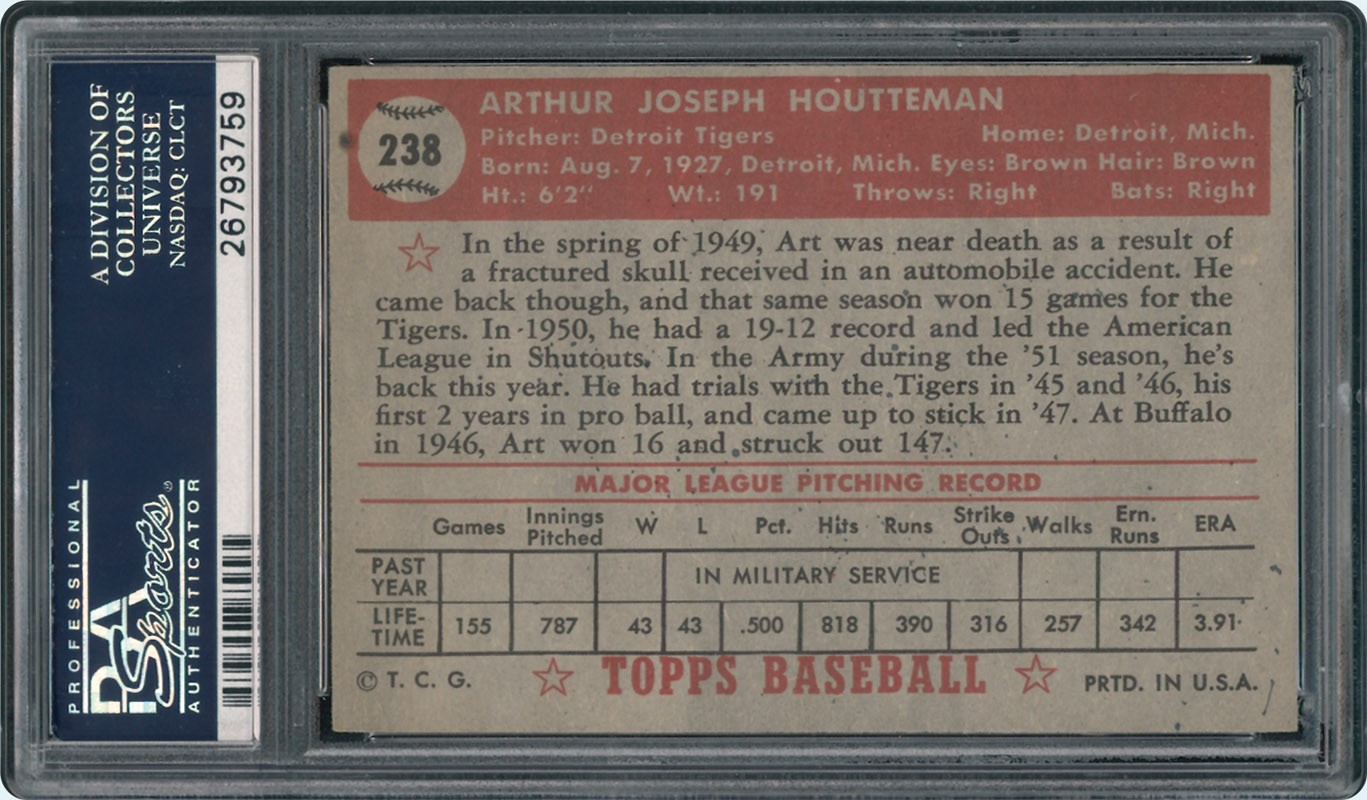 A DIVISION OF
COLLECTORS
UNIVERSE
NASDAQ: CLCT
26793759
PROFESSIONAL
PSA
Sports®
AUTHENTICATOR
238
ARTHUR JOSEPH HOUTTEMAN
Pitcher: Detroit Tigers Home: Detroit, Mich.
Born: Aug. 7, 1927, Detroit, Mich. Eyes: Brown Hair: Brown
Ht.: 6'2" Wt.: 191 Throws: Right Bats: Right
In the spring of 1949, Art was near death as a result of
a fractured skull received in an automobile accident. He
came back though, and that same season won 15 games for the
Tigers. In 1950, he had a 19-12 record and led the American
League in Shutouts. In the Army during the '51 season, he's
back this year. He had trials with the Tigers in '45 and '46, his
first 2 years in pro ball, and came up to stick in '47. At Buffalo
in 1946, Art won 16 and struck out 147.
MAJOR LEAGUE PITCHING RECORD
Games Innings Pitched W L Pct. Hits Runs Strike Outs Walks Ern. Runs ERA
PAST YEAR IN MILITARY SERVICE
LIFE-TIME 155 787 43 43 .500 818 390 316 257 342 3.91
© T. C. G. TOPPS BASEBALL PRTD. IN U.S.A.